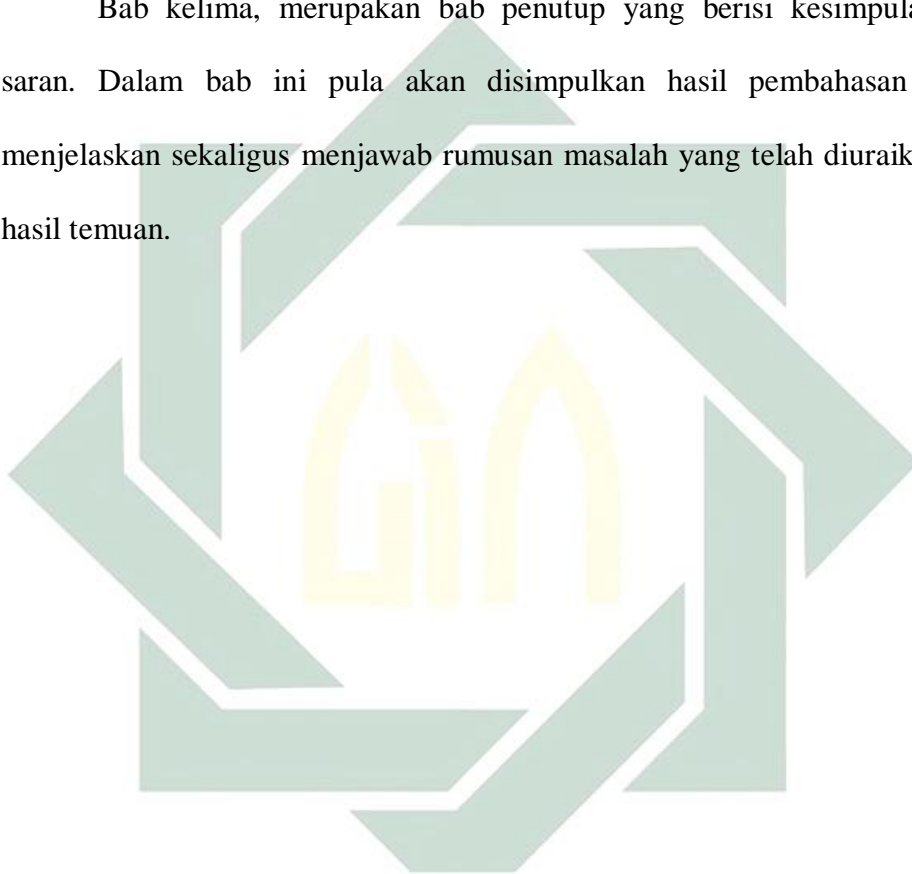 Bab kelima, merupakan bab penutup yang berisi kesimpula
saran. Dalam bab ini pula akan disimpulkan hasil pembahasan
menjelaskan sekaligus menjawab rumusan masalah yang telah diuraik
hasil temuan.
UIN